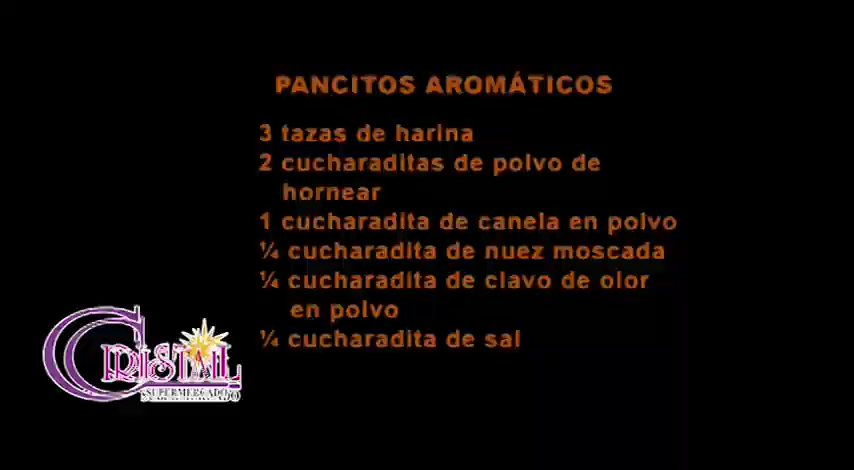 PANCITOS AROMÁTICOS
3 tazas de harina
2 cucharaditas de polvo de
hornear
1 cucharadita de canela en polvo
¼ cucharadita de nuez moscada
¼ cucharadita de clavo de olor
en polvo
¼ cucharadita de sal
CRISTAL
SUPERMERCADO